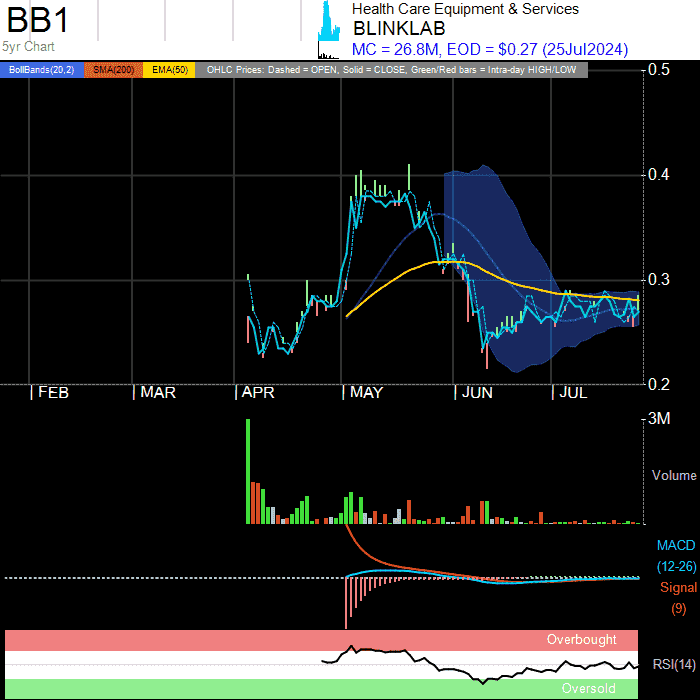 BB1
5yr Chart
Health Care Equipment & Services
BLINKLAB
MC = 26.8M, EOD = $0.27 (25Jul2024)
BollBands(20,2) SMA(200) EMA(50) OHLC Prices: Dashed = OPEN, Solid = CLOSE, Green/Red bars = Intra-day HIGH/LOW
0.5
0.4
0.3
0.2
FEB MAR APR MAY JUN JUL
3M
Volume
MACD
(12-26)
Signal
(9)
Overbought
RSI(14)
Oversold